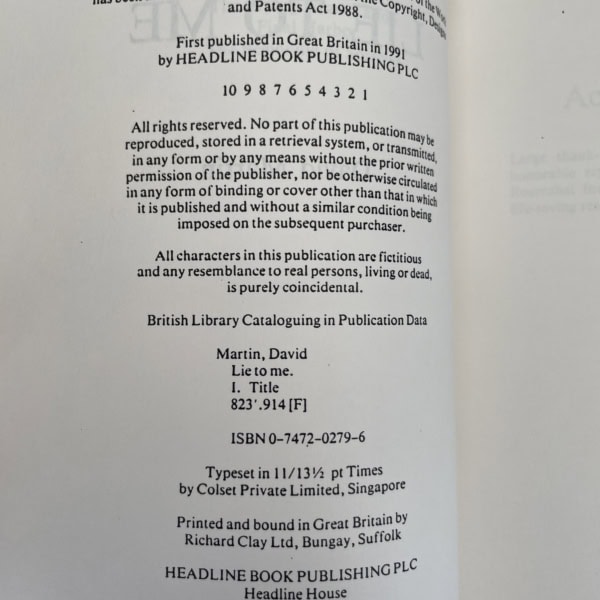 the Copyright, Designs
and Patents Act 1988.
First published in Great Britain in 1991
by HEADLINE BOOK PUBLISHING PLC
10 9 8 7 6 5 4 3 2 1
All rights reserved. No part of this publication may be
reproduced, stored in a retrieval system, or transmitted,
in any form or by any means without the prior written
permission of the publisher, nor be otherwise circulated
in any form of binding or cover other than that in which
it is published and without a similar condition being
imposed on the subsequent purchaser.
All characters in this publication are fictitious
and any resemblance to real persons, living or dead,
is purely coincidental.
British Library Cataloguing in Publication Data
Martin, David
Lie to me.
I. Title
823'.914 [F]
ISBN 0-7472-0279-6
Typeset in 11/13½ pt Times
by Colset Private Limited, Singapore
Printed and bound in Great Britain by
Richard Clay Ltd, Bungay, Suffolk
HEADLINE BOOK PUBLISHING PLC
Headline House